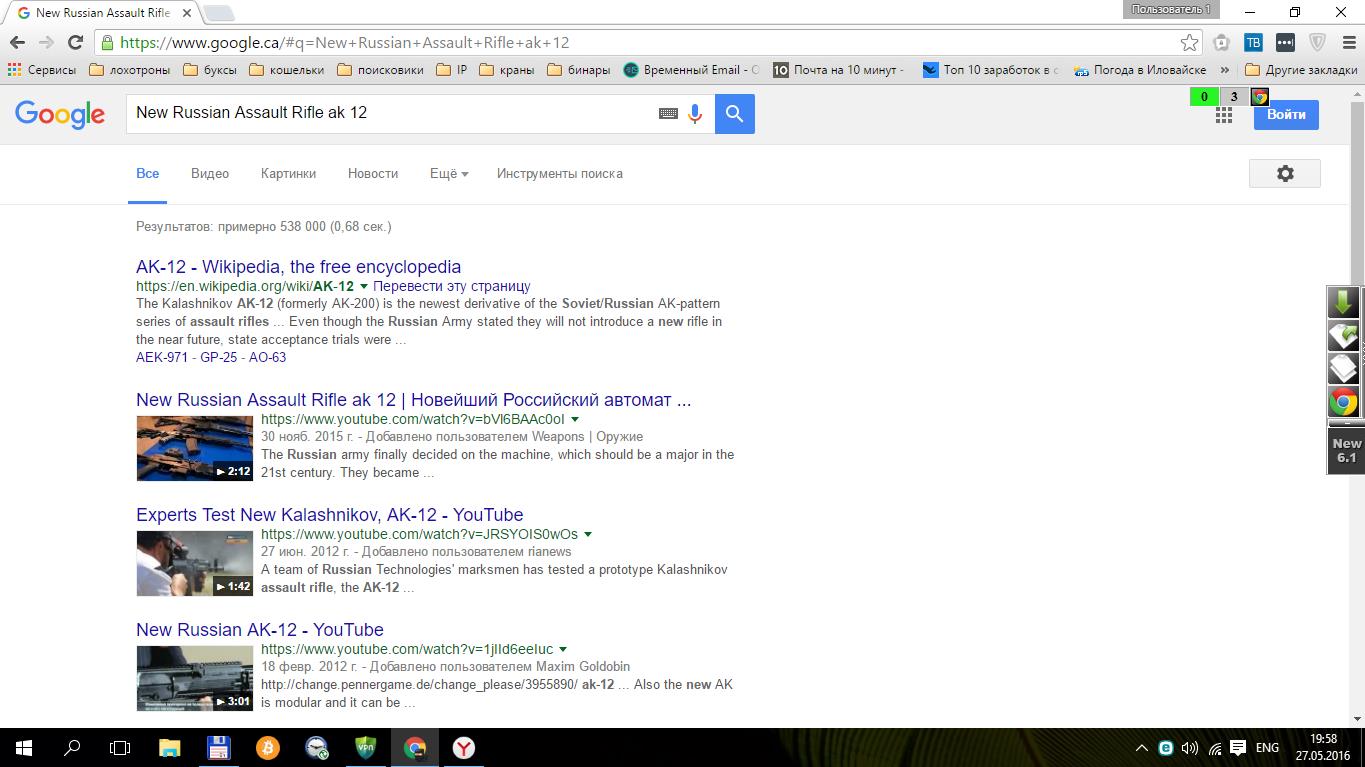 New Russian Assault Rifle
Пользователь 1
https://www.google.ca/#q=New+Russian+Assault+Rifle+ak+12
TB
Сервисы
лохотроны
буксы
кошельки
поисковики
IP
краны
бинары
Временный Email -
10
Почта на 10 минут -
Топ 10 заработок в с
Погода в Иловайске
»
Другие закладки
Google
New Russian Assault Rifle ak 12
0
3
Войти
Все
Видео
Картинки
Новости
Ещё
Инструменты поиска
Результатов: примерно 538 000 (0,68 сек.)
AK-12 - Wikipedia, the free encyclopedia
https://en.wikipedia.org/wiki/AK-12 Перевести эту страницу
The Kalashnikov AK-12 (formerly AK-200) is the newest derivative of the Soviet/Russian AK-pattern
series of assault rifles ... Even though the Russian Army stated they will not introduce a new rifle in
the near future, state acceptance trials were ...
AEK-971 - GP-25 - AO-63
New Russian Assault Rifle ak 12 | Новейший Российский автомат ...
https://www.youtube.com/watch?v=bVl6BAAc0oI
30 нояб. 2015 г. - Добавлено пользователем Weapons | Оружие
The Russian army finally decided on the machine, which should be a major in the
21st century. They became ...
2:12
Experts Test New Kalashnikov, AK-12 - YouTube
https://www.youtube.com/watch?v=JRSYOIS0wOs
27 июн. 2012 г. - Добавлено пользователем rianews
A team of Russian Technologies' marksmen has tested a prototype Kalashnikov
assault rifle, the AK-12 ...
1:42
New Russian AK-12 - YouTube
https://www.youtube.com/watch?v=1jIId6eeIuc
18 февр. 2012 г. - Добавлено пользователем Maxim Goldobin
http://change.pennergame.de/change_please/3955890/ ak-12 ... Also the new AK
is modular and it can be ...
3:01
New
6.1
VPN
ENG
19:58
27.05.2016